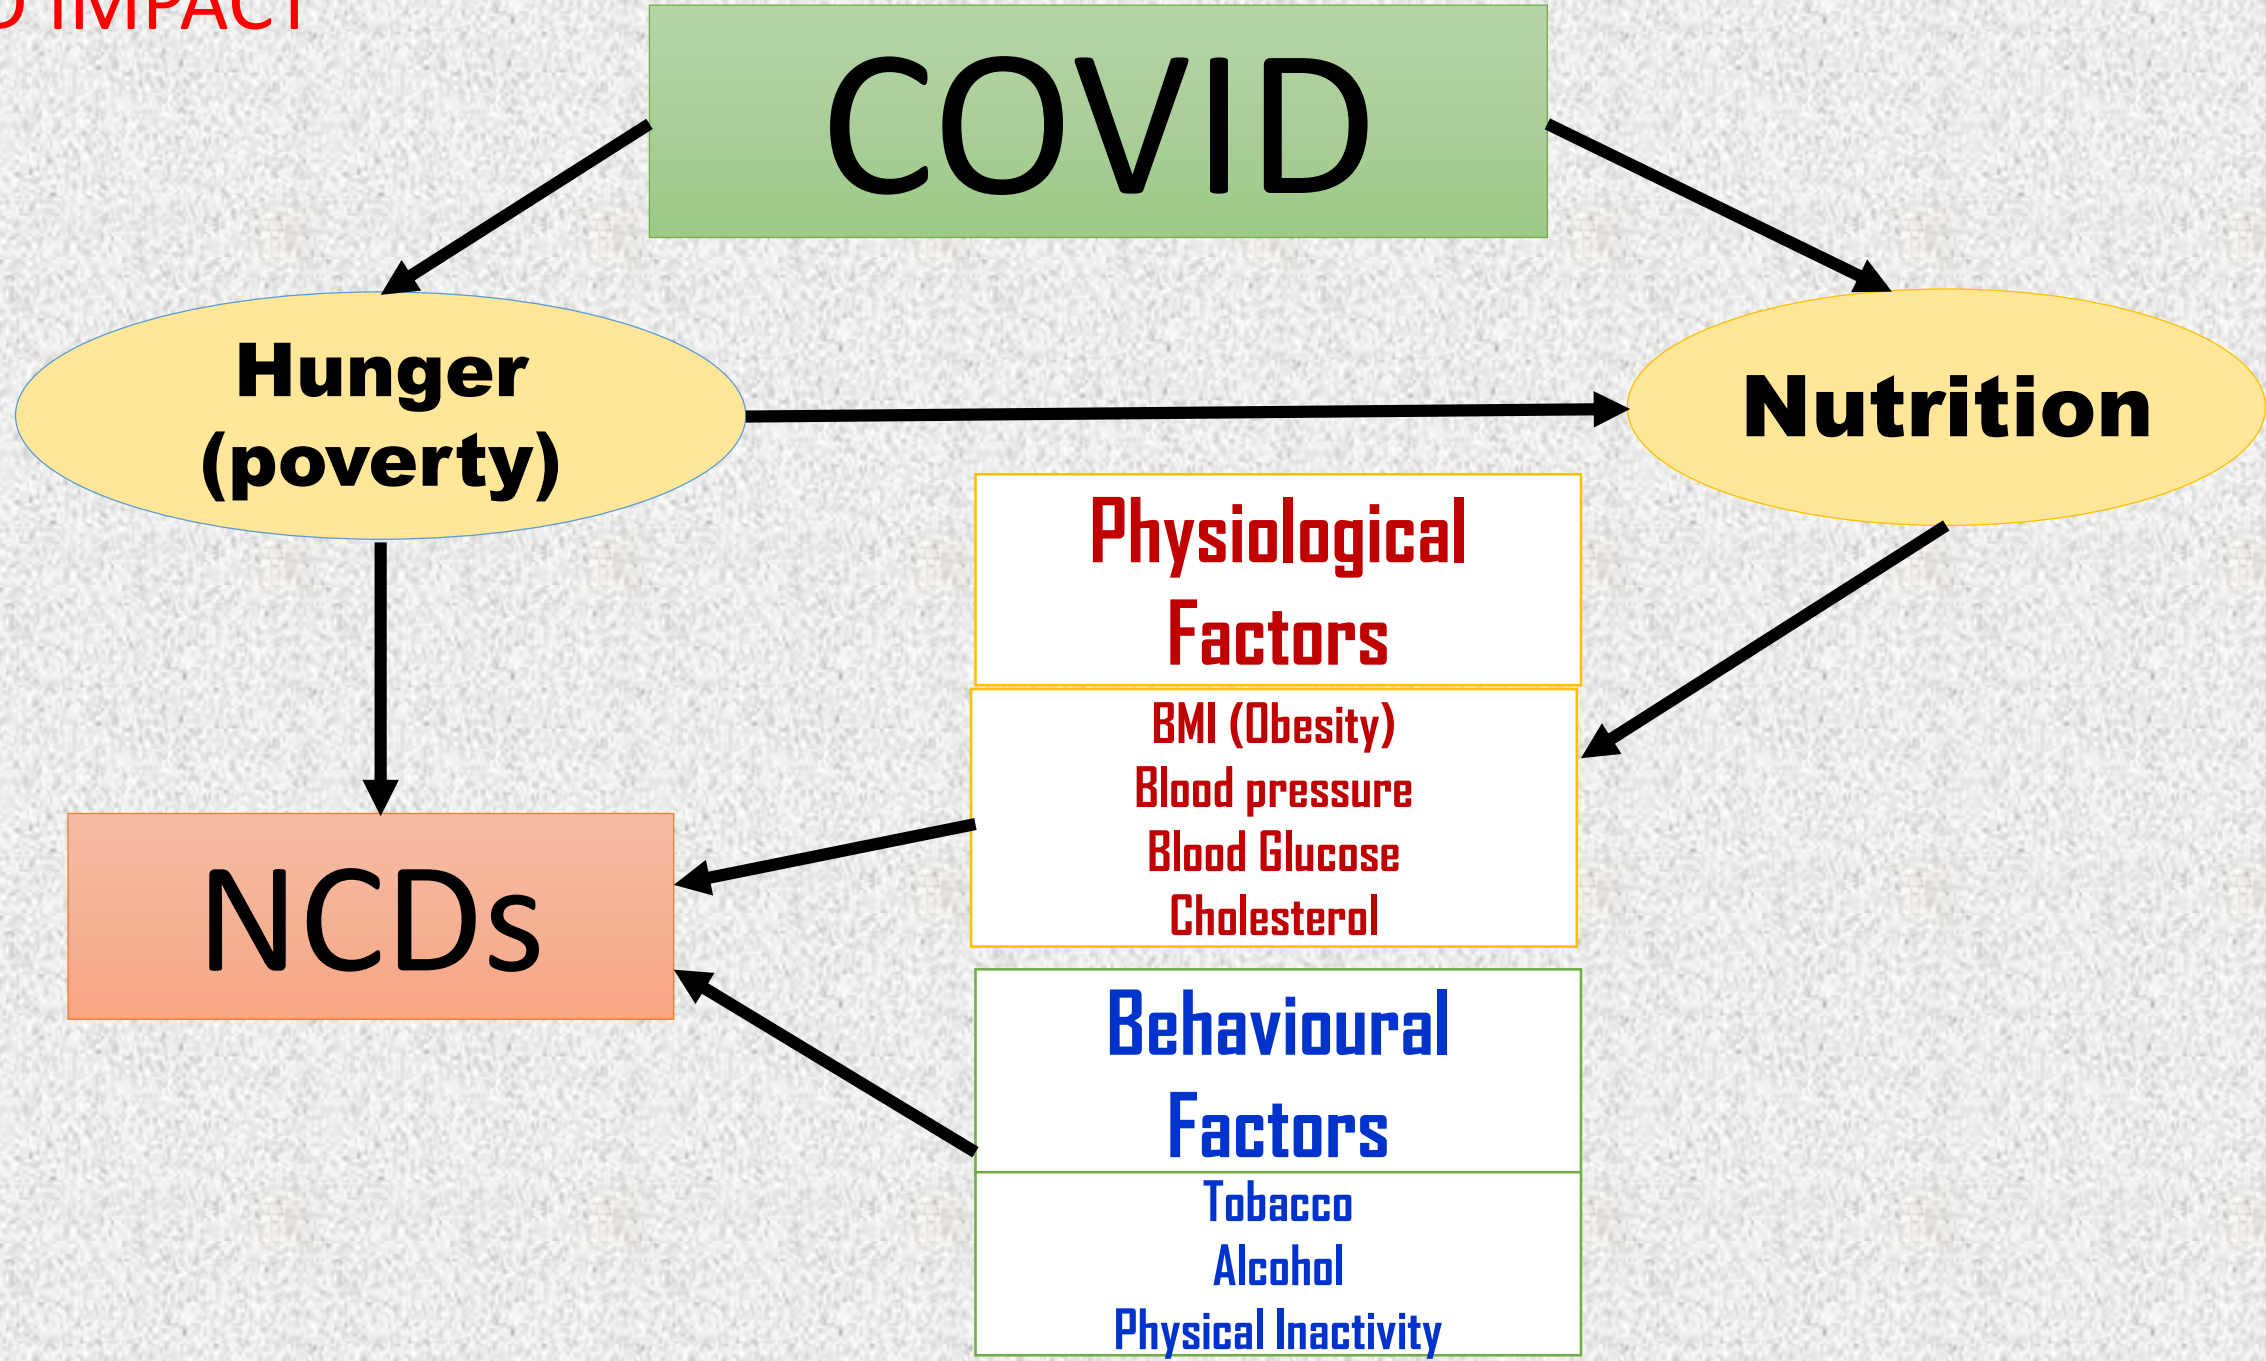 IMPACT
COVID
Hunger
(poverty)
Nutrition
Physiological
Factors
BMI (Obesity)
Blood pressure
Blood Glucose
Cholesterol
NCDs
Behavioural
Factors
Tobacco
Alcohol
Physical Inactivity